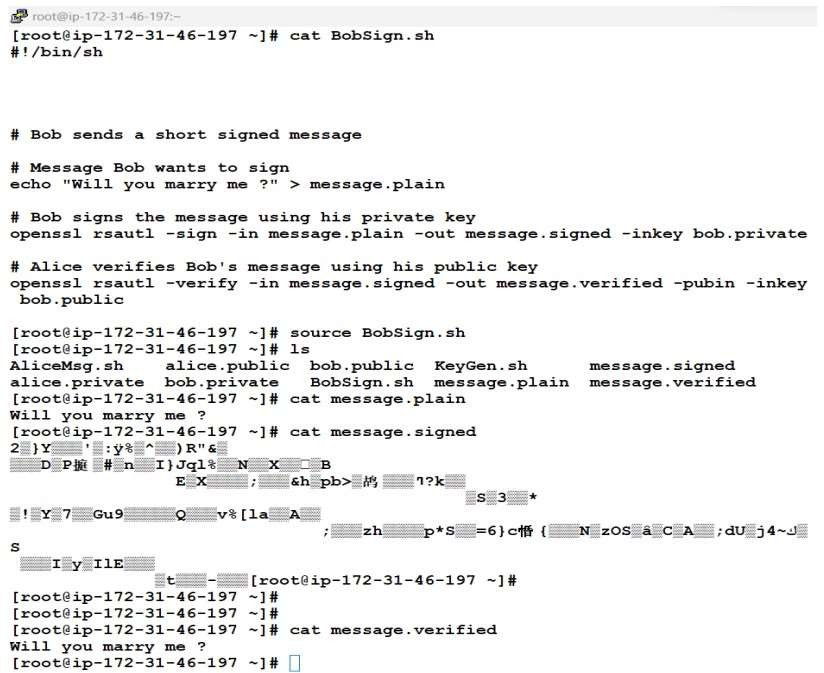 root@ip-172-31-46-197:~
[root@ip-172-31-46-197 ~]# cat BobSign.sh
#!/bin/sh
# Bob sends a short signed message
# Message Bob wants to sign
echo "Will you marry me ?" > message.plain
# Bob signs the message using his private key
openssl rsautl -sign -in message.plain -out message.signed -inkey bob.private
# Alice verifies Bob's message using his public key
openssl rsautl -verify -in message.signed -out message.verified -pubin -inkey
bob.public
[root@ip-172-31-46-197 ~]# source BobSign.sh
[root@ip-172-31-46-197 ~]# ls
AliceMsg.sh alice.public bob.public KeyGen.sh message.signed
alice.private bob.private BobSign.sh message.plain message.verified
[root@ip-172-31-46-197 ~]# cat message.plain
Will you marry me ?
[root@ip-172-31-46-197 ~]# cat message.signed
[root@ip-172-31-46-197 ~]#
[root@ip-172-31-46-197 ~]#
[root@ip-172-31-46-197 ~]#
[root@ip-172-31-46-197 ~]# cat message.verified
Will you marry me ?
[root@ip-172-31-46-197 ~]#